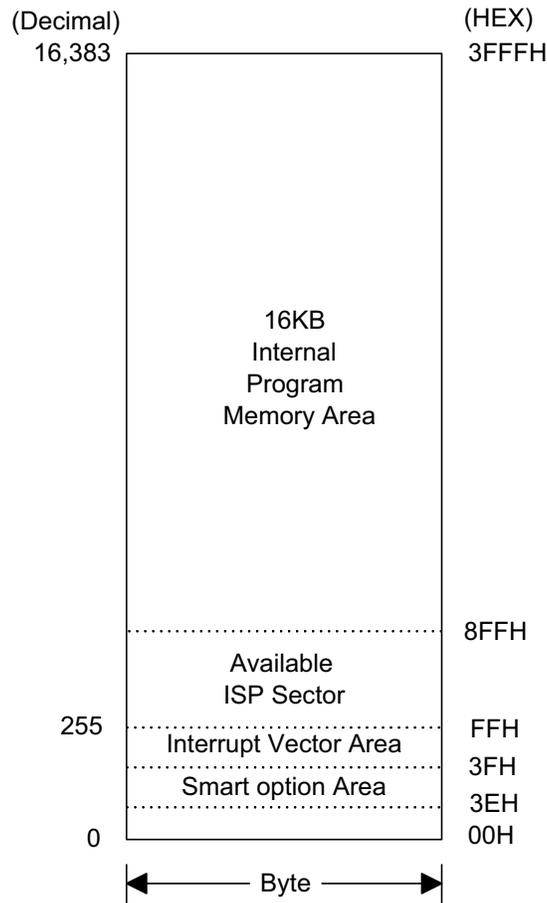 (Decimal) (HEX)
16,383 3FFFH
16KB
Internal
Program
Memory Area
8FFH
Available
ISP Sector
255 FFH
Interrupt Vector Area
3FH
Smart option Area
3EH
0 00H
Byte